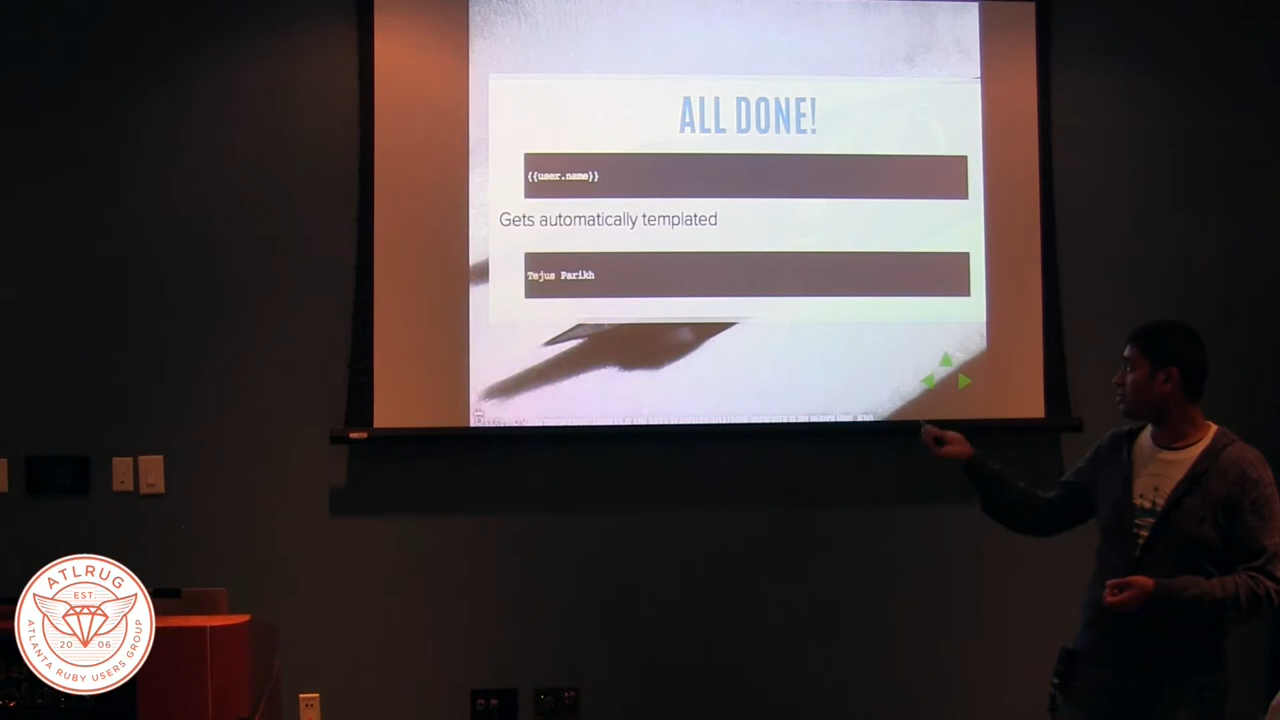 ALL DONE!
{{user.name}}
Gets automatically templated
Tejus Parikh
ATLRUG
EST.
20 06
ATLANTA RUBY USERS GROUP